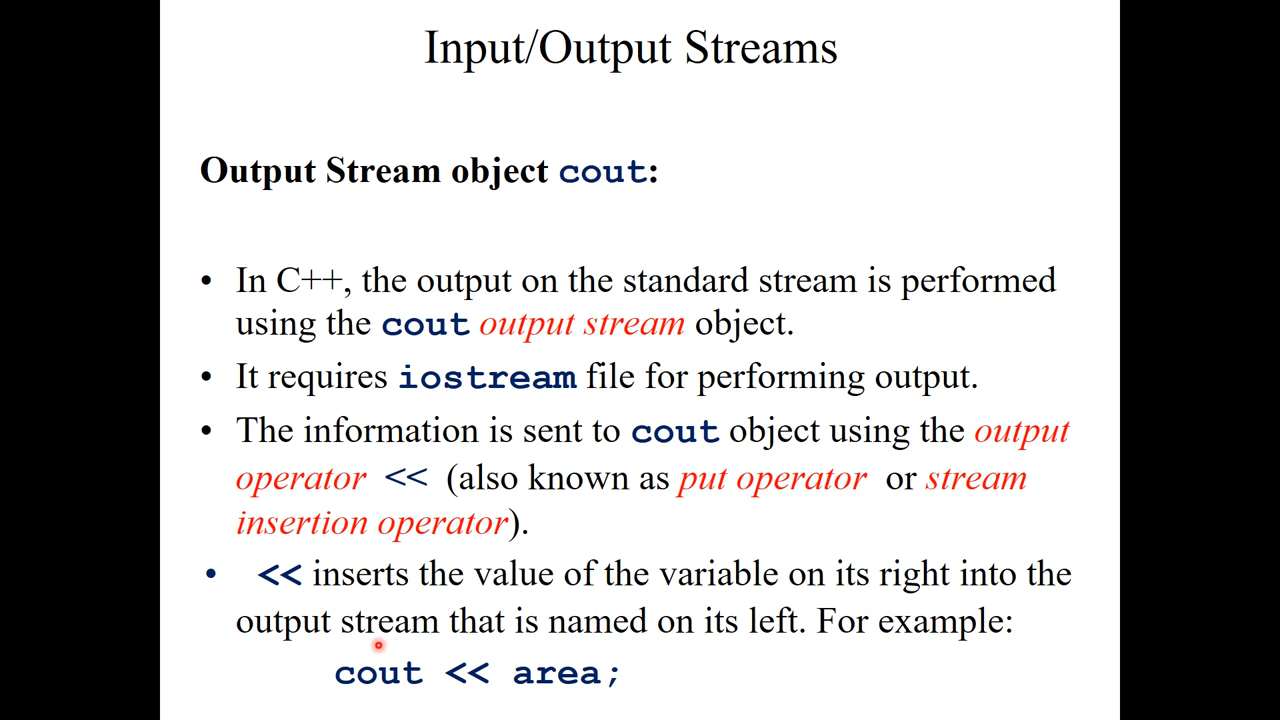 Input/Output Streams
Output Stream object cout:
• In C++, the output on the standard stream is performed
using the cout output stream object.
• It requires iostream file for performing output.
• The information is sent to cout object using the output
operator << (also known as put operator or stream
insertion operator).
• << inserts the value of the variable on its right into the
output stream that is named on its left. For example:
cout << area;